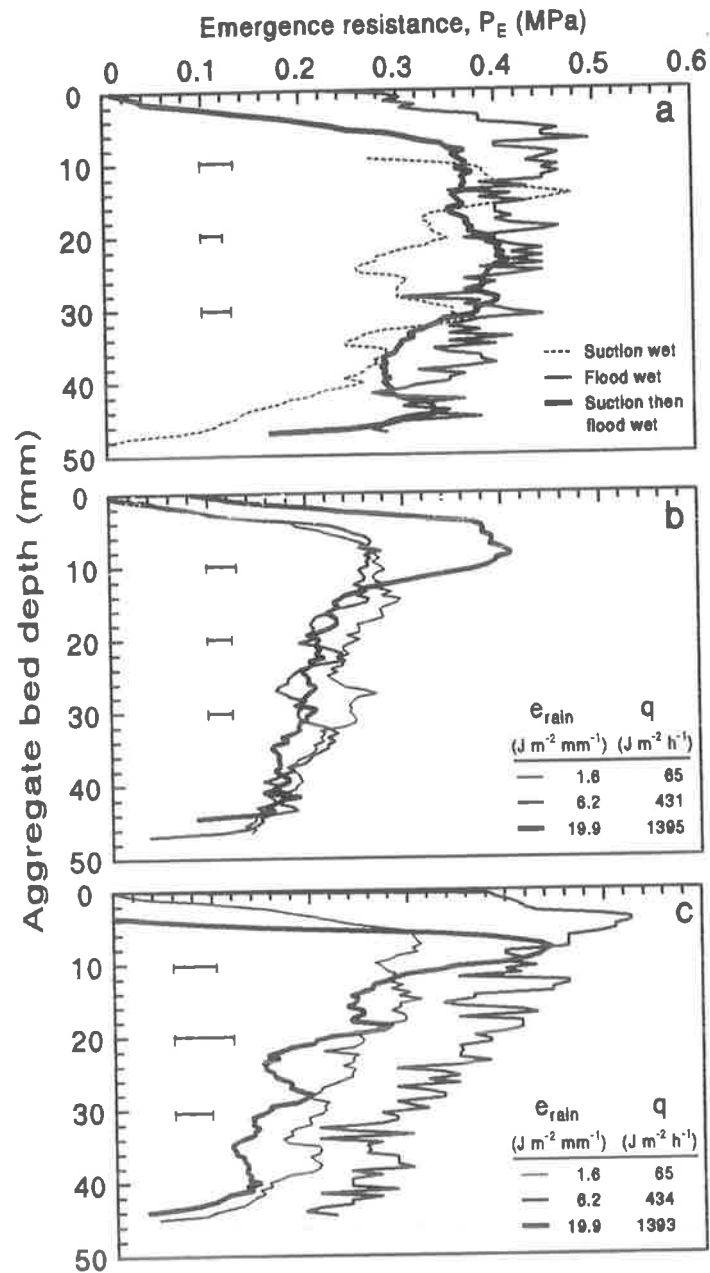 Emergence resistance, PE (MPa)
0 0.1 0.2 0.3 0.4 0.5 0.6
Aggregate bed depth (mm)
a
0
10
20
30
40
50
Suction wet
Flood wet
Suction then
flood wet
b
0
10
20
30
40
50
erain q
(J m⁻² mm⁻¹) (J m⁻² h⁻¹)
1.6 65
6.2 431
19.9 1395
c
0
10
20
30
40
50
erain q
(J m⁻² mm⁻¹) (J m⁻² h⁻¹)
1.6 65
6.2 434
19.9 1393